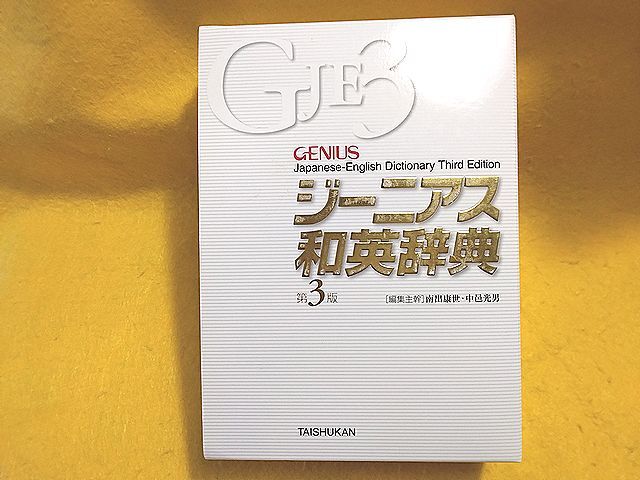 GJE3
GENIUS
Japanese-English Dictionary Third Edition
ジーニアス
和英辞典
第3版
[編集主幹]南出康世・中邑光男
TAISHUKAN